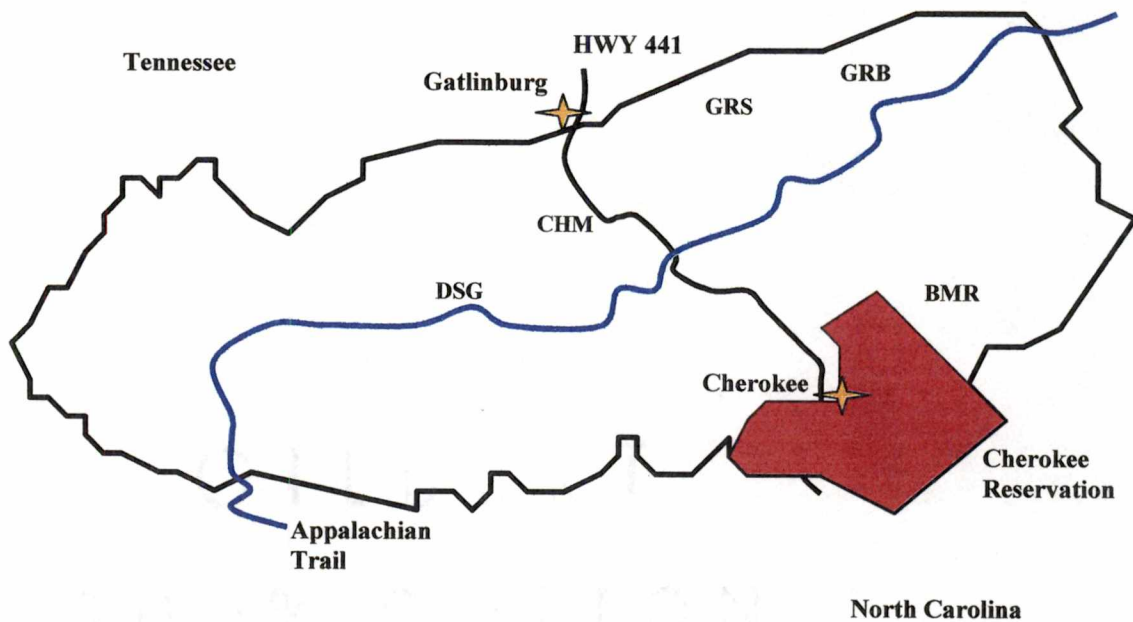 HWY 441
Tennessee
Gatlinburg
GRB
GRS
CHM
DSG
BMR
Cherokee
Cherokee
Reservation
Appalachian
Trail
North Carolina